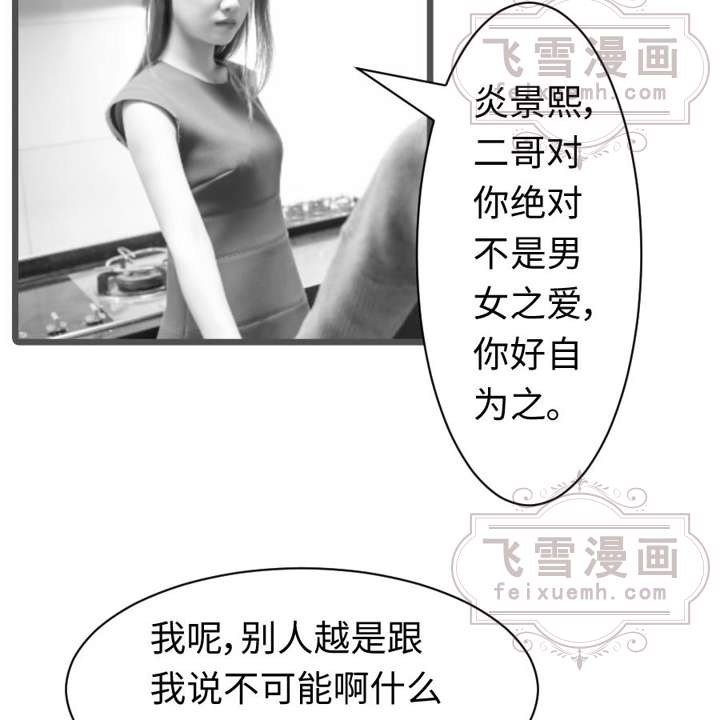 飞雪漫画
feixuemh.com
炎景熙,
二哥对
你绝对
不是男
女之爱,
你好自
为之。
飞雪漫画
feixuemh.com
我呢,别人越是跟
我说不可能啊什么